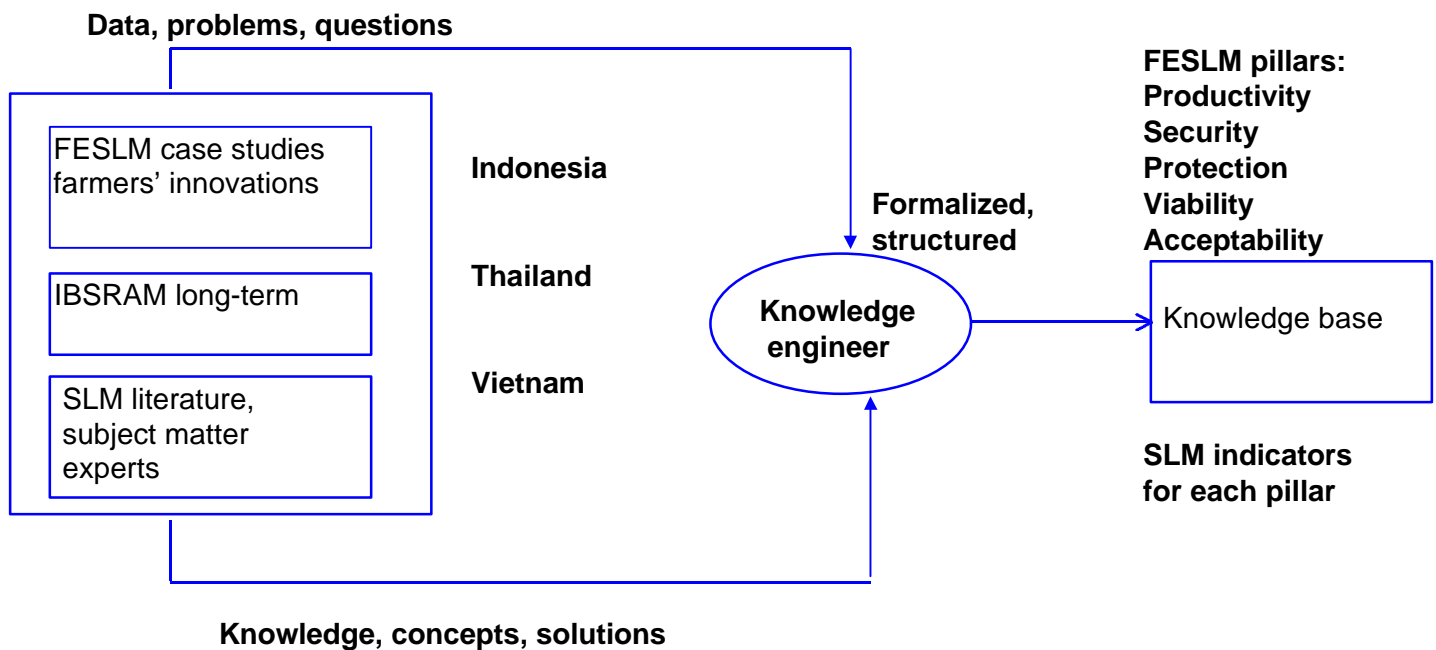 Data, problems, questions
FESLM case studies
farmers’ innovations
IBSRAM long-term
SLM literature,
subject matter
experts
Indonesia
Thailand
Vietnam
Formalized,
structured
Knowledge
engineer
FESLM pillars:
Productivity
Security
Protection
Viability
Acceptability
Knowledge base
SLM indicators
for each pillar
Knowledge, concepts, solutions